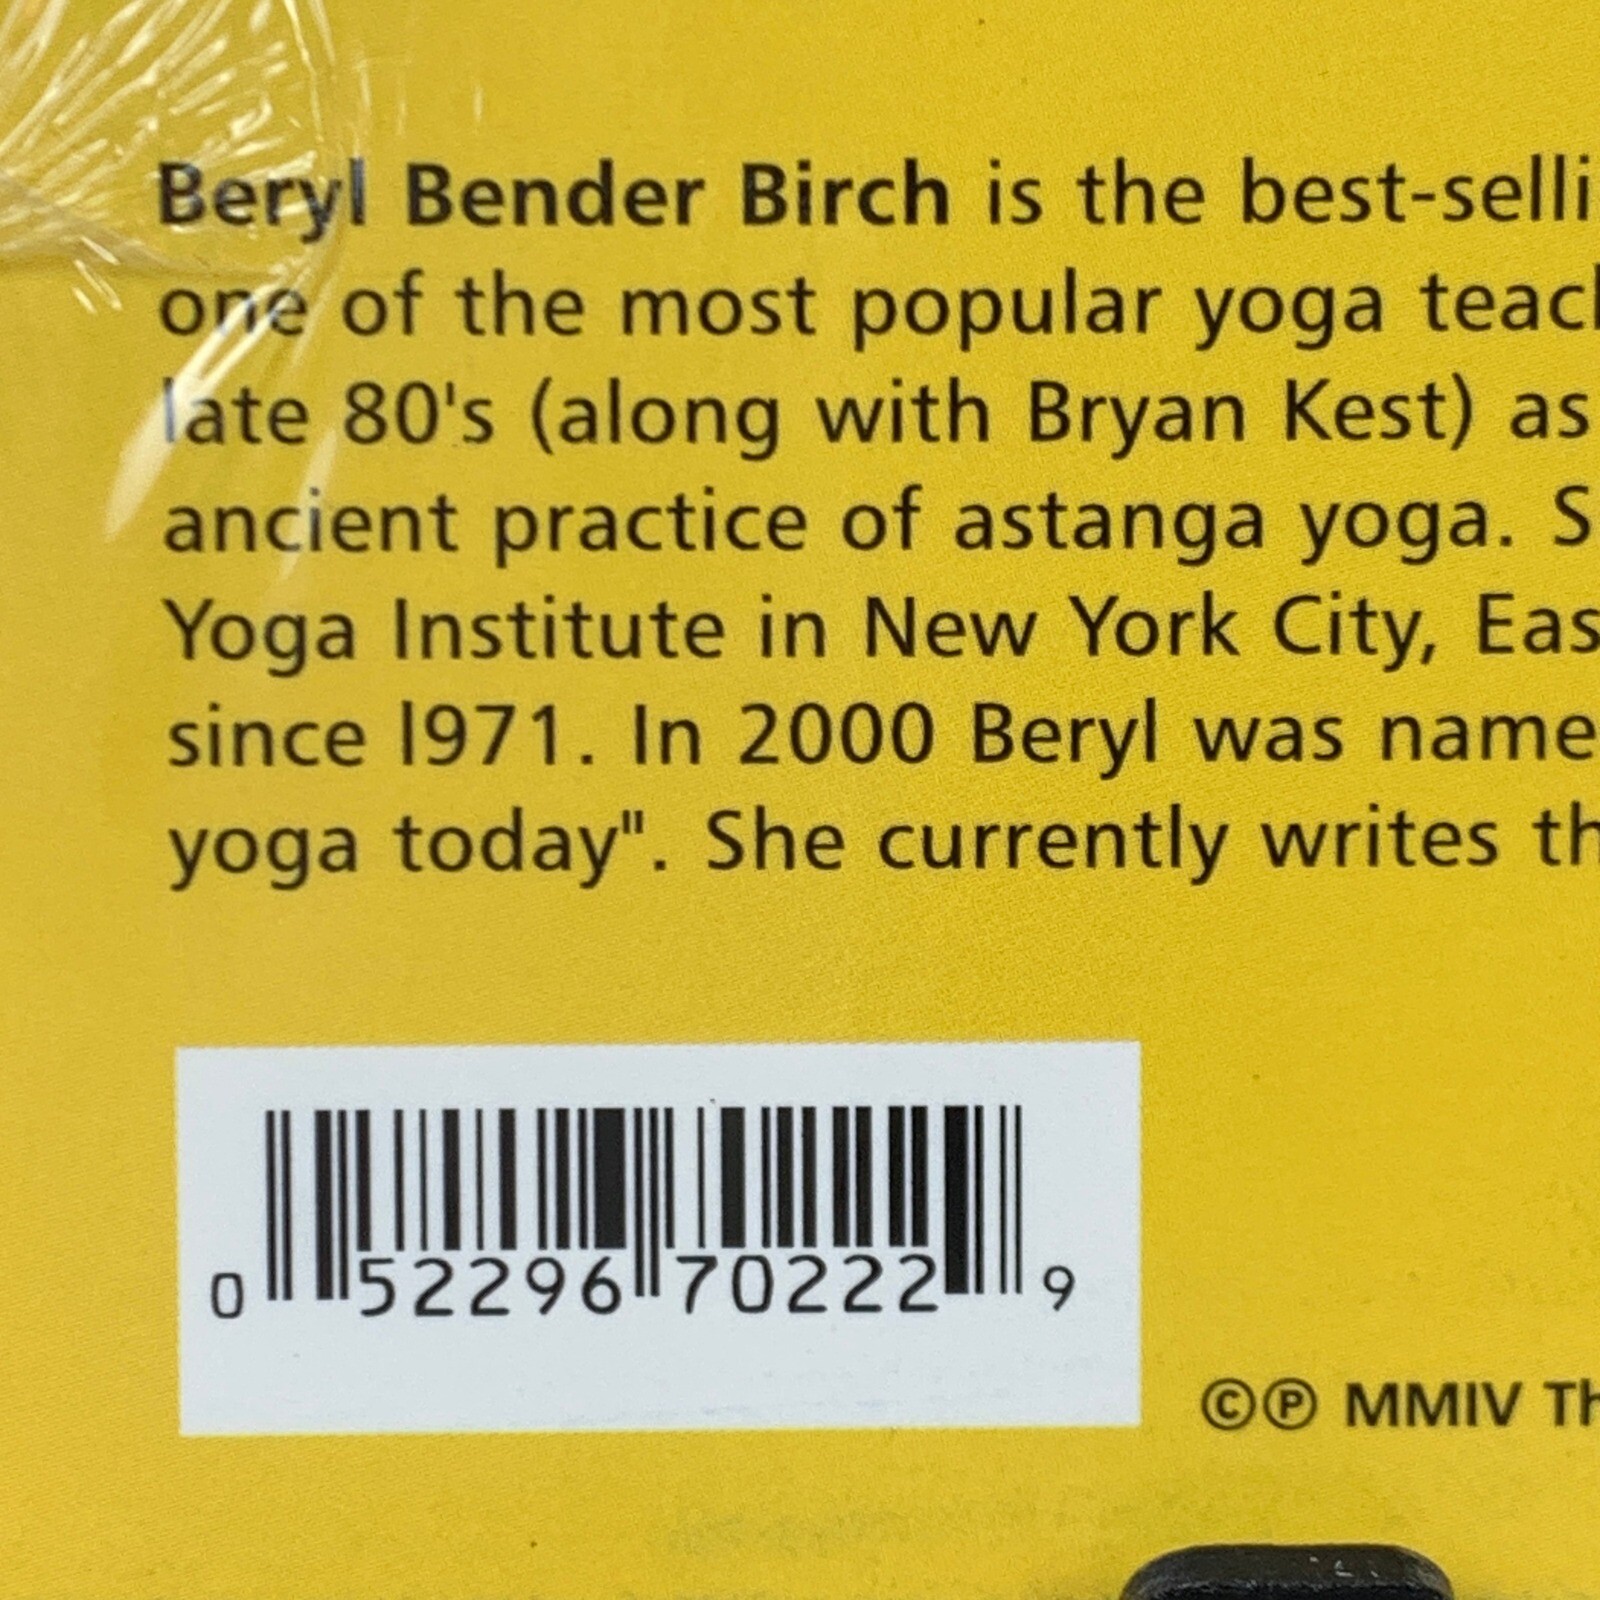 Beryl Bender Birch is the best-selli
one of the most popular yoga teach
late 80's (along with Bryan Kest) as
ancient practice of astanga yoga. S
Yoga Institute in New York City, Eas
since l971. In 2000 Beryl was name
yoga today". She currently writes th
0 52296 70222 9
©℗ MMIV Th